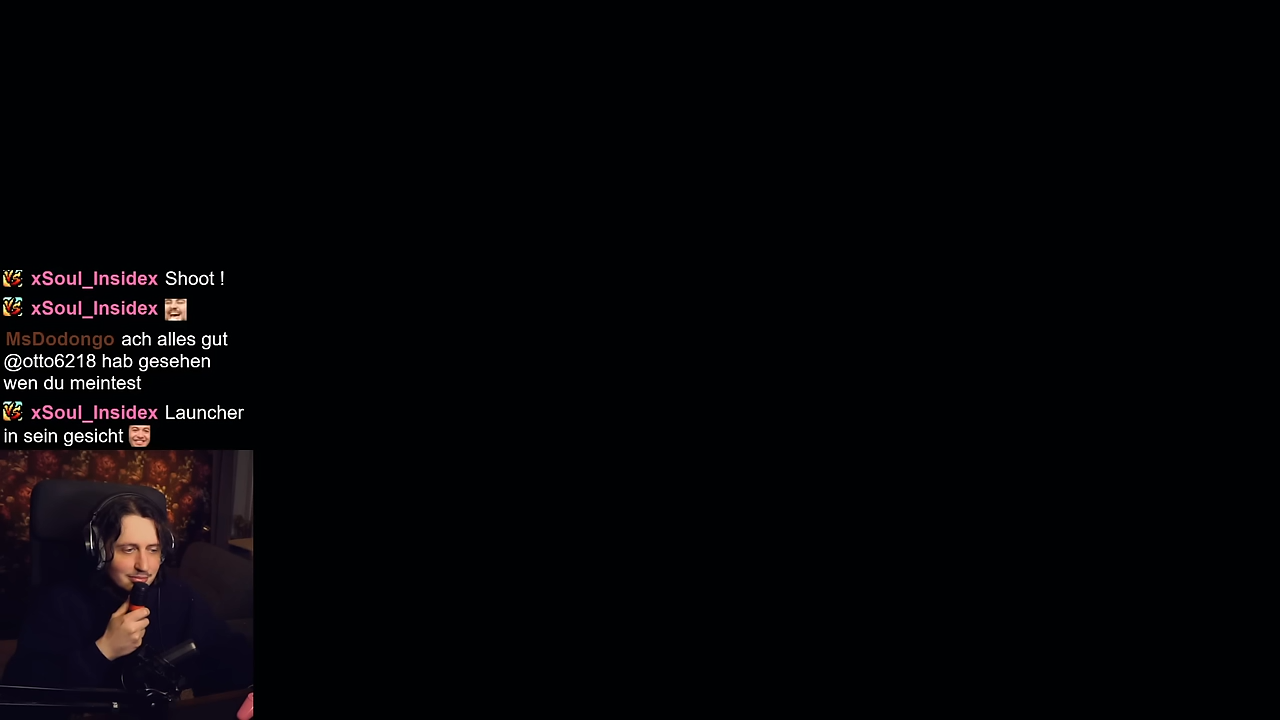 xSoul_Insidex Shoot !
xSoul_Insidex
MsDodongo ach alles gut
@otto6218 hab gesehen
wen du meintest
xSoul_Insidex Launcher
in sein gesicht